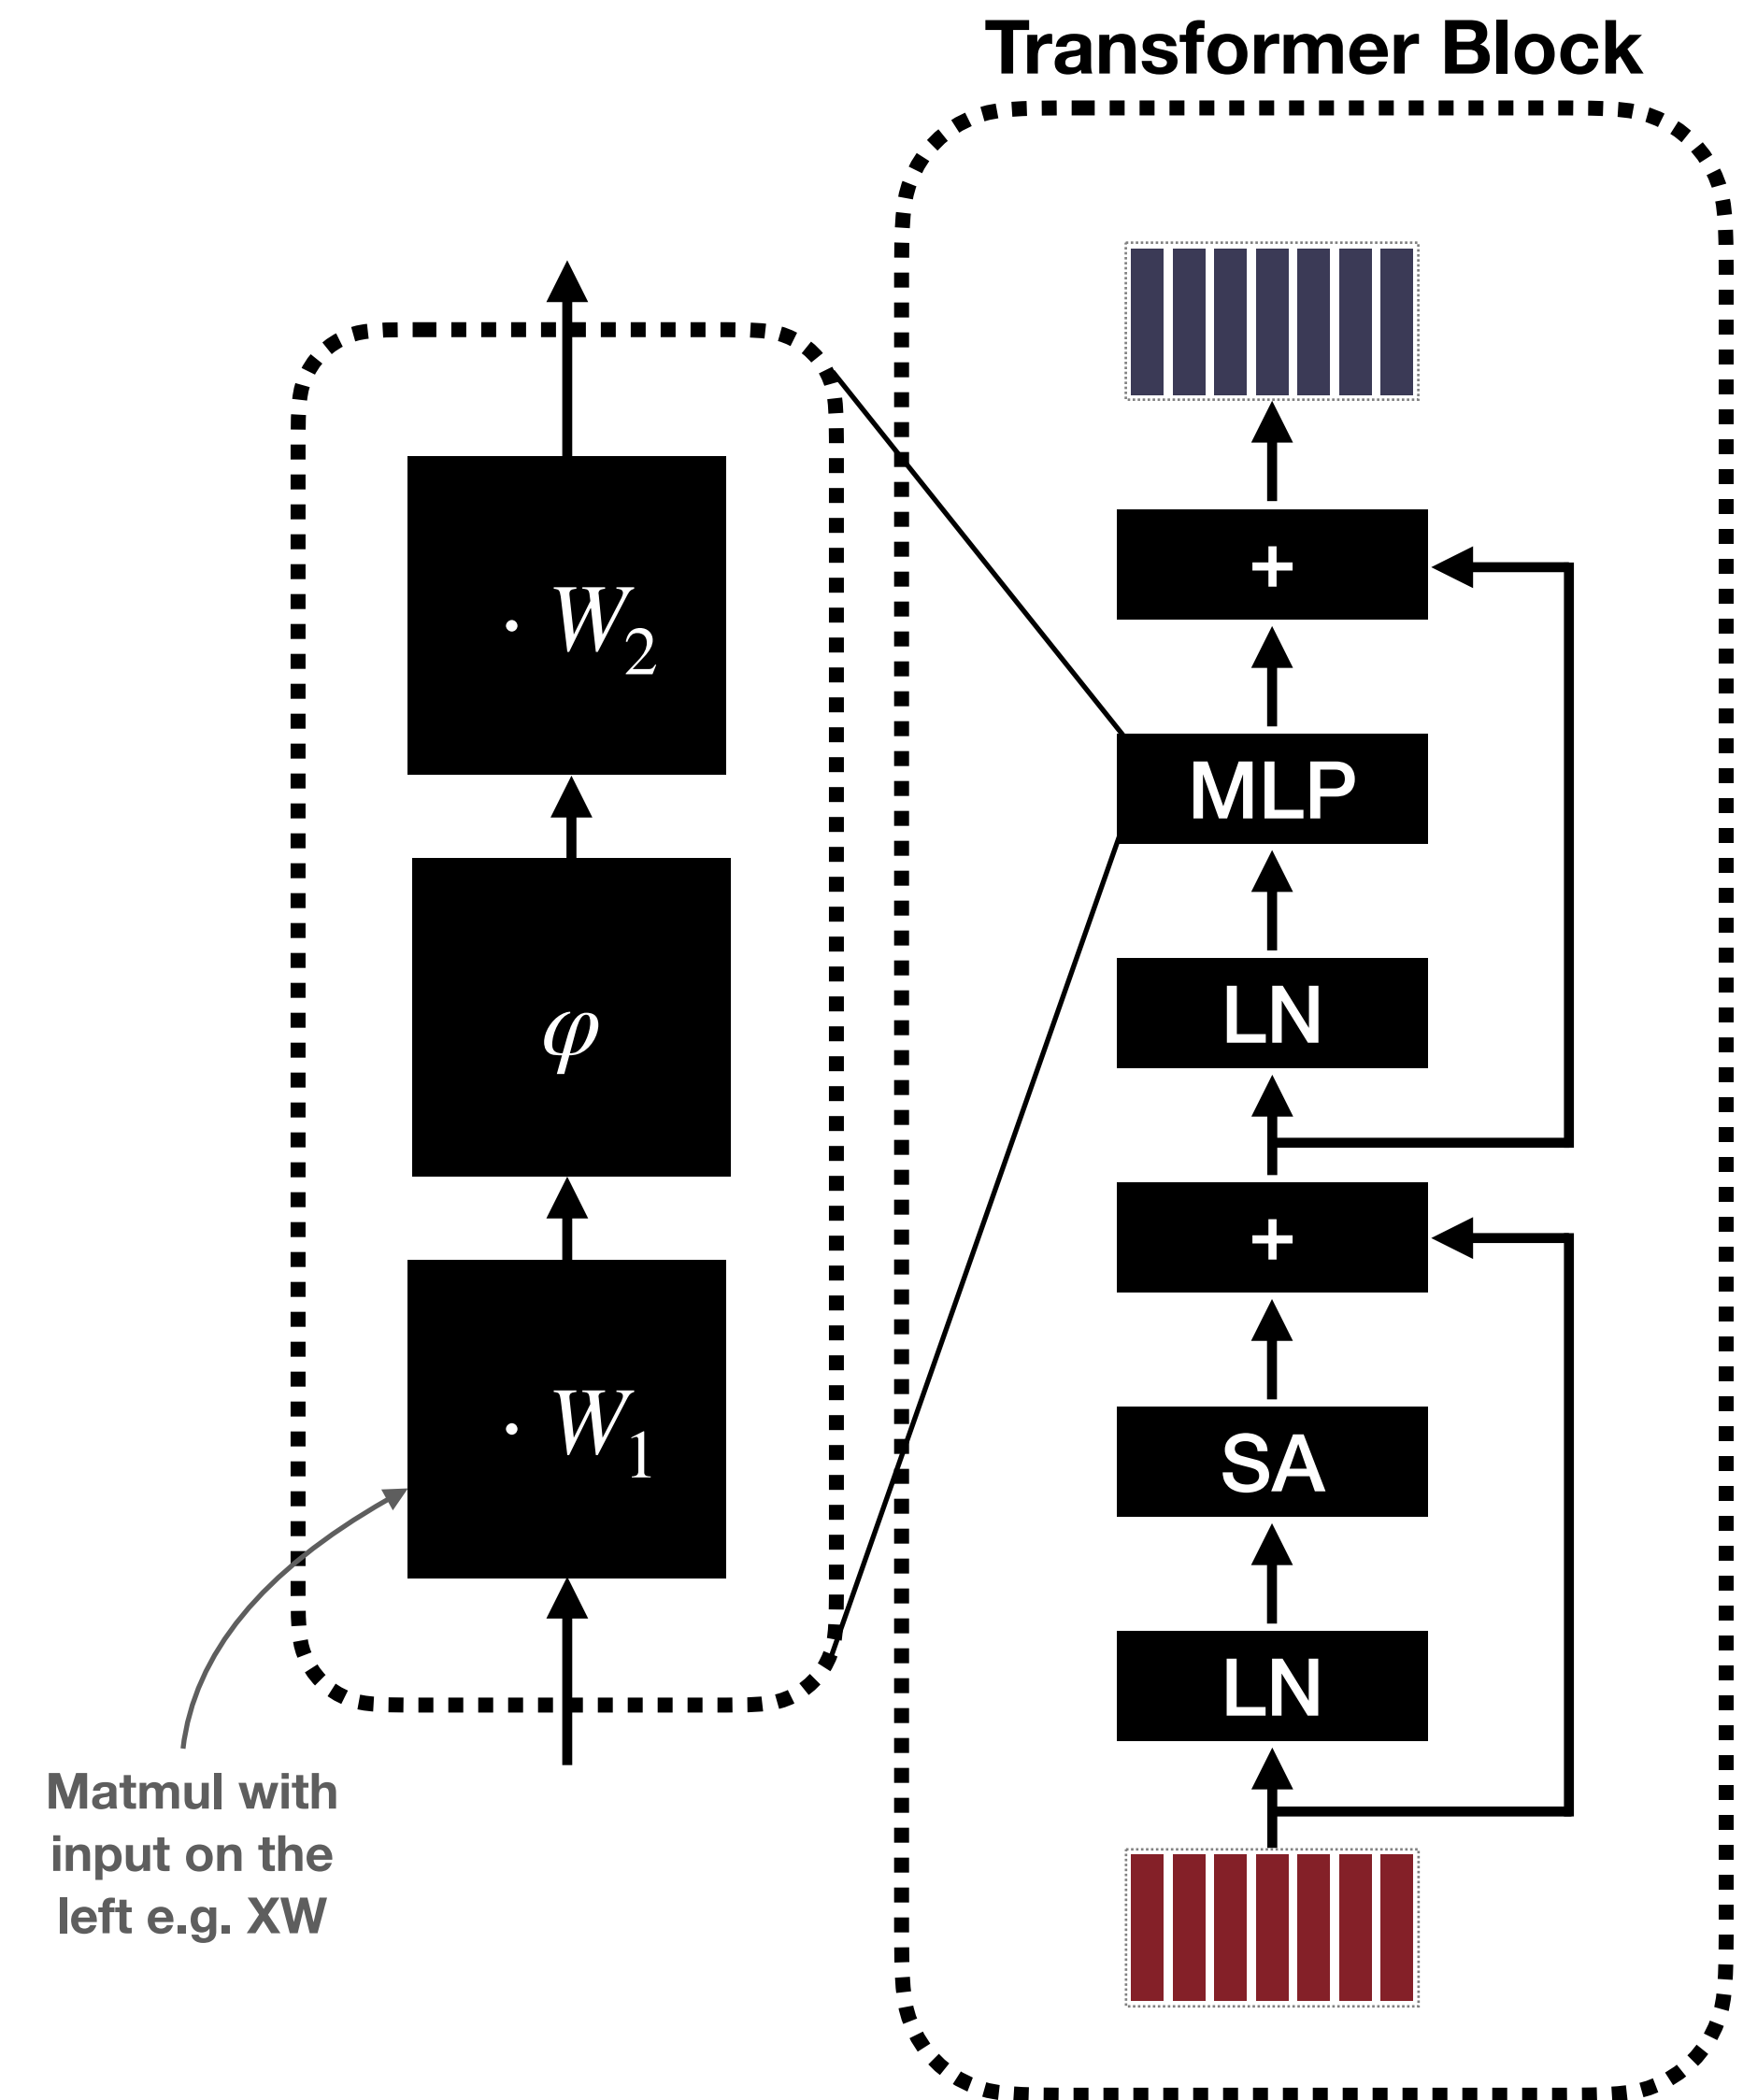 Transformer Block
+
MLP
LN
+
SA
LN
· W₂
φ
· W₁
Matmul with
input on the
left e.g. XW